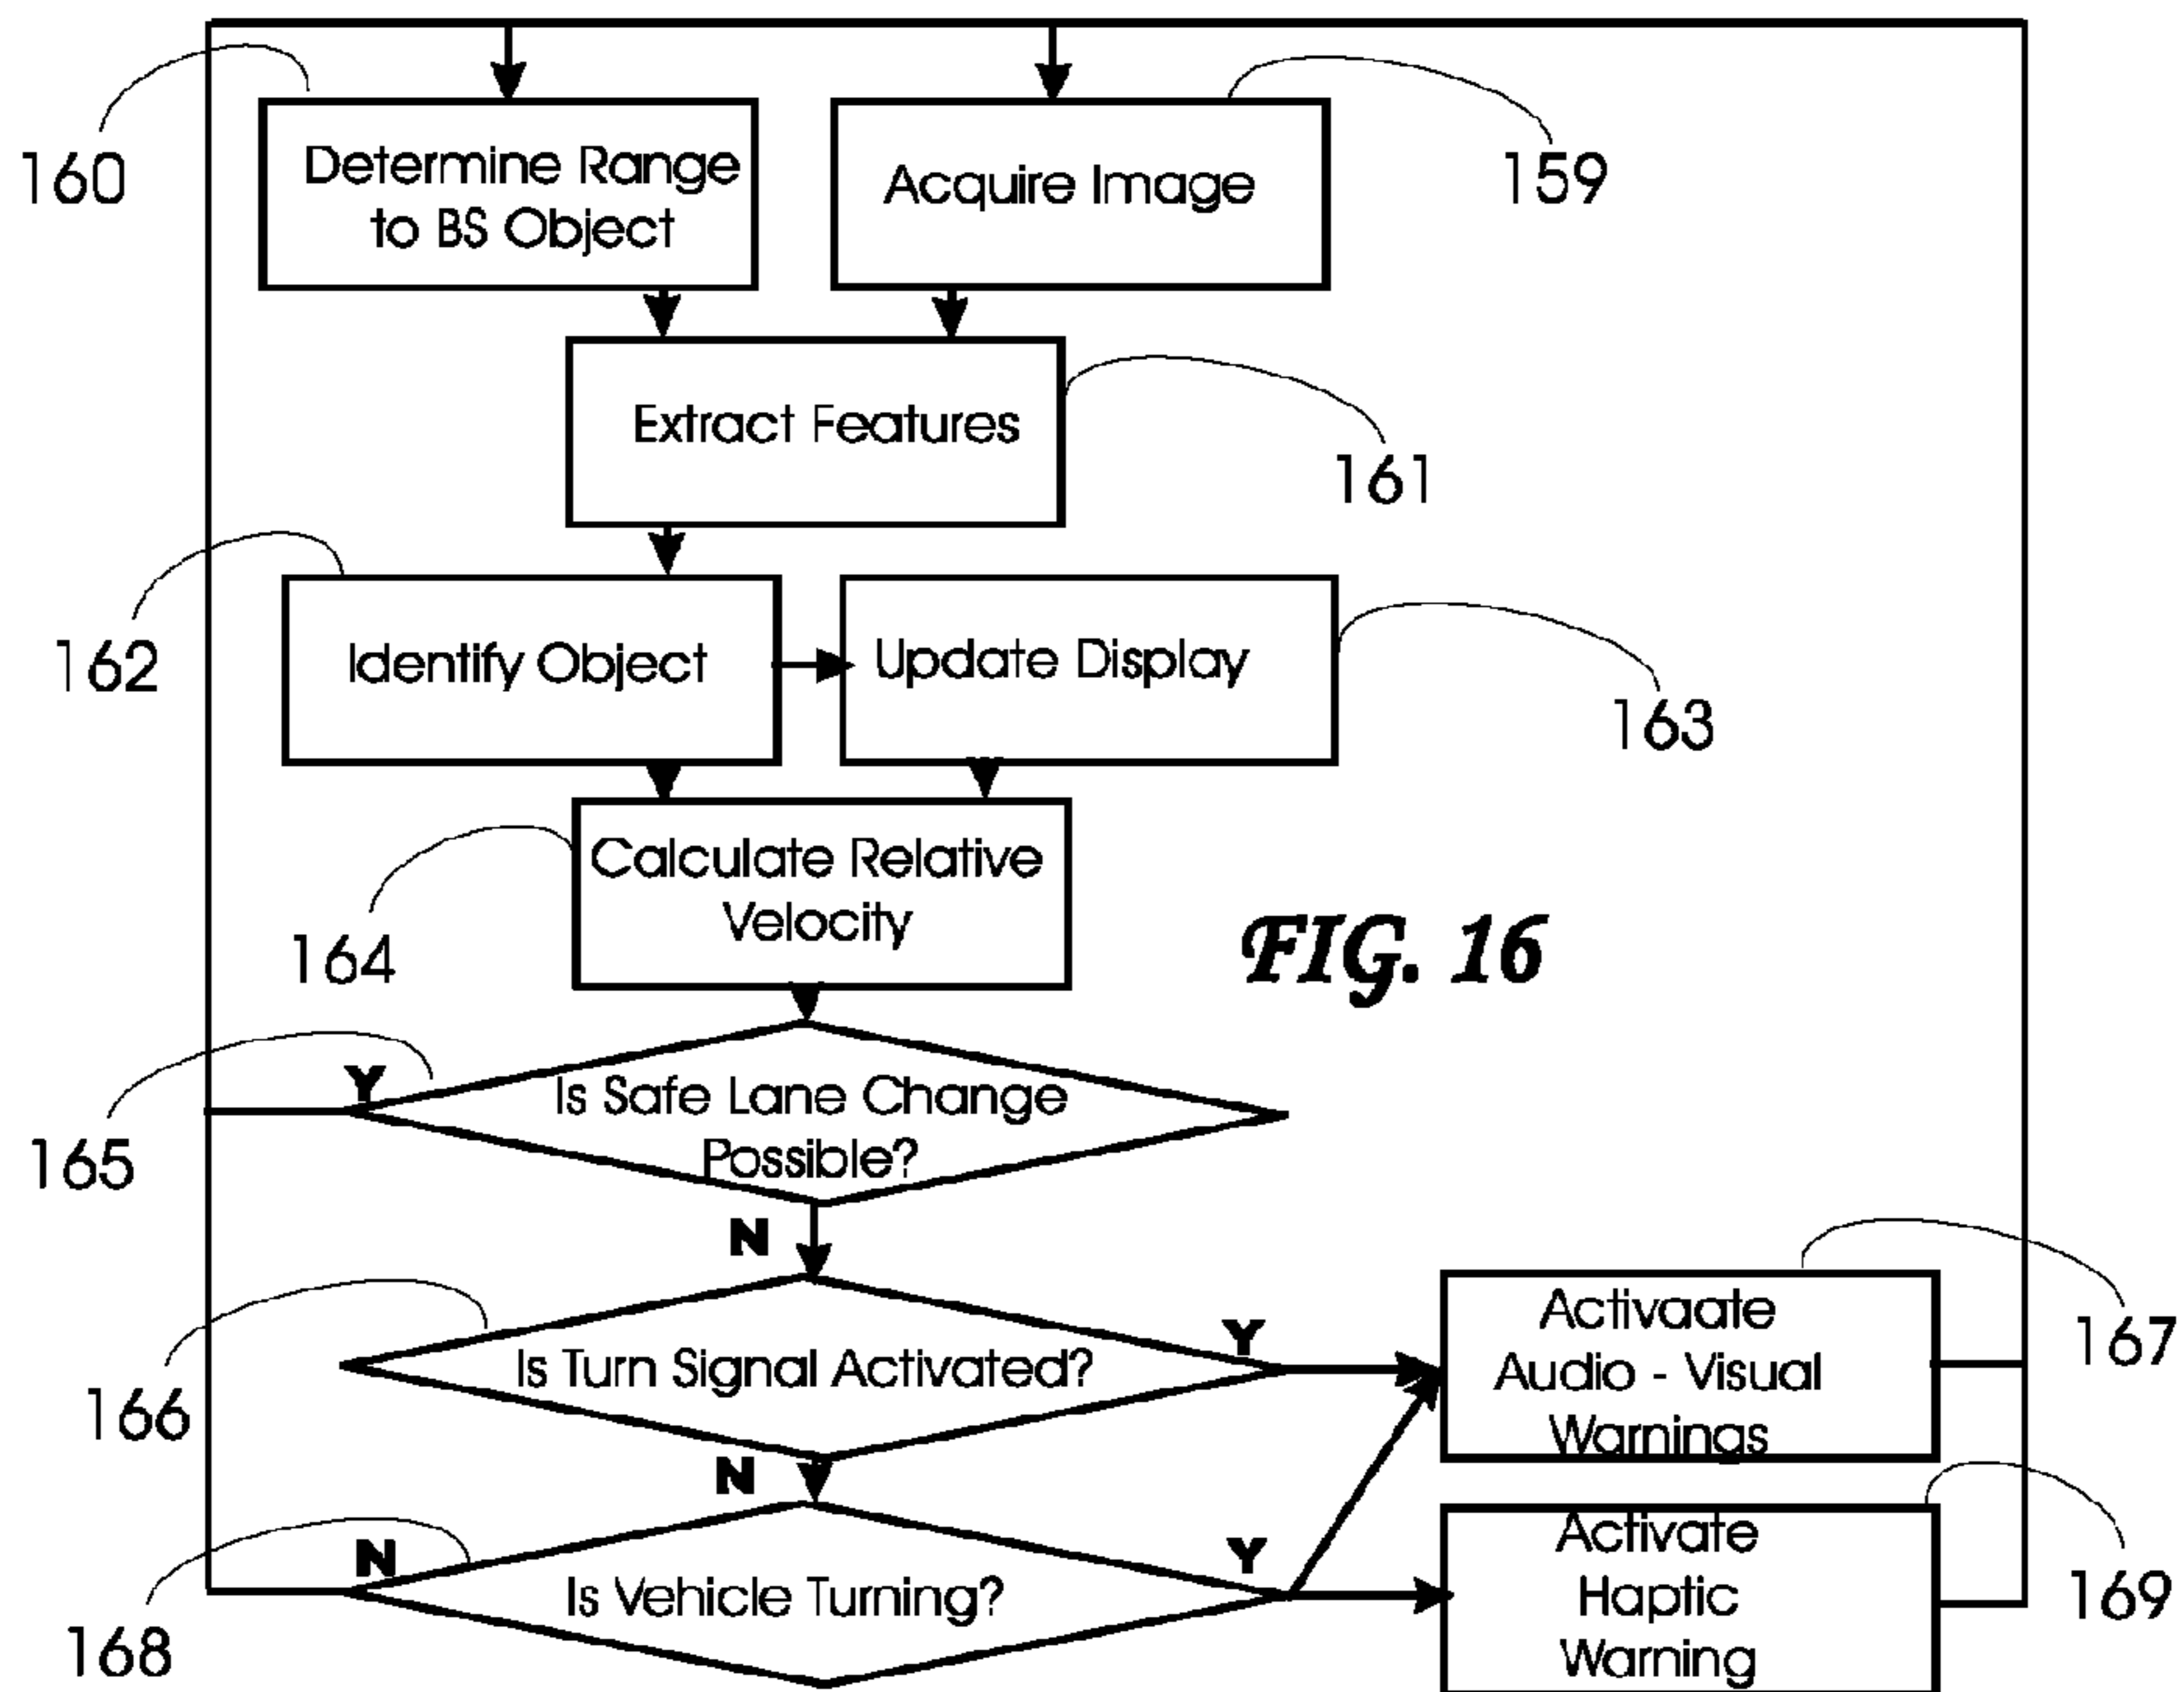 160
Determine Range
to BS Object
Acquire Image
159
Extract Features
161
162
Identify Object
Update Display
163
Calculate Relative
Velocity
164
FIG. 16
Y
Is Safe Lane Change
Possible?
165
N
166
Is Turn Signal Activated?
Y
Activaate
Audio - Visual
Warnings
167
N
N
168
Is Vehicle Turning?
Y
Activate
Haptic
Warning
169